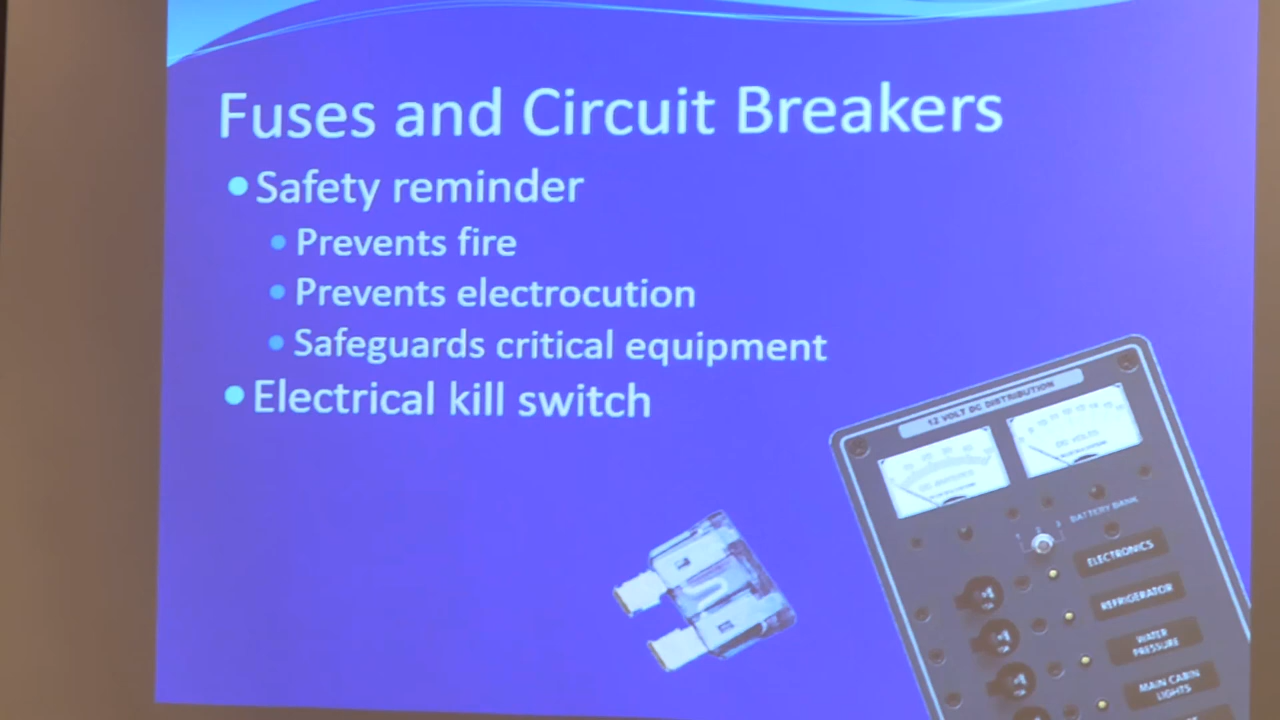 Fuses and Circuit Breakers
Safety reminder
Prevents fire
Prevents electrocution
Safeguards critical equipment
Electrical kill switch
12 VOLT DC DISTRIBUTION
DC VOLTS
BATTERY BANK
ELECTRONICS
REFRIGERATOR
WATER
PRESSURE
MAIN CABIN
LIGHTS